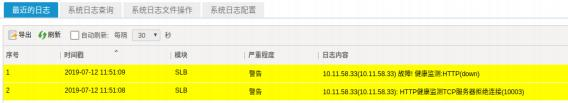 最近的日志 系统日志查询 系统日志文件操作 系统日志配置
导出 刷新 自动刷新: 每隔 30 秒
序号 时间戳 模块 严重程度 日志内容
1 2019-07-12 11:51:09 SLB 警告 10.11.58.33(10.11.58.33) 故障! 健康监测:HTTP(down)
2 2019-07-12 11:51:08 SLB 警告 10.11.58.33(10.11.58.33): HTTP健康监测TCP服务器拒绝连接(10003)